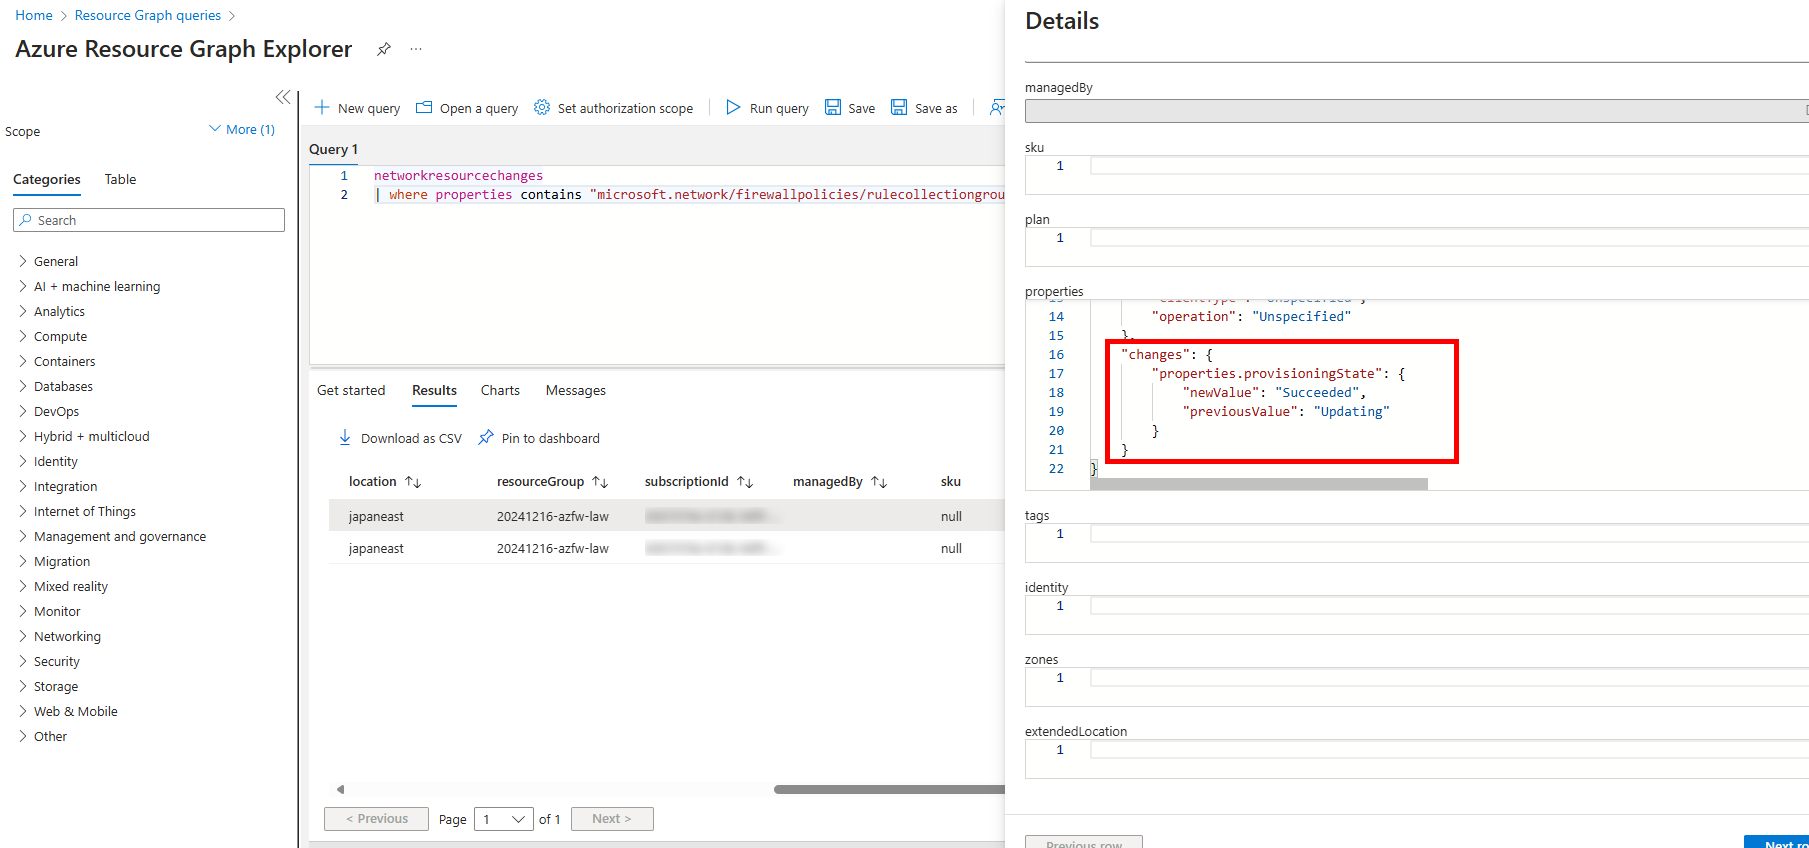 Home > Resource Graph queries >
Azure Resource Graph Explorer
Scope
More (1)
Categories
Table
Search
General
AI + machine learning
Analytics
Compute
Containers
Databases
DevOps
Hybrid + multicloud
Identity
Integration
Internet of Things
Management and governance
Migration
Mixed reality
Monitor
Networking
Security
Storage
Web & Mobile
Other
New query
Open a query
Set authorization scope
Run query
Save
Save as
Query 1
1 networkresourcechanges
2 | where properties contains "microsoft.network/firewallpolicies/rulecollectiongrou
Get started
Results
Charts
Messages
Download as CSV
Pin to dashboard
location
resourceGroup
subscriptionId
managedBy
sku
japaneast 20241216-azfw-law null
japaneast 20241216-azfw-law null
< Previous
Page 1 of 1
Next >
Details
managedBy
sku
1
plan
1
properties
14 "operation": "Unspecified"
15 },
16 "changes": {
17 "properties.provisioningState": {
18 "newValue": "Succeeded",
19 "previousValue": "Updating"
20 }
21 }
22 }
tags
1
identity
1
zones
1
extendedLocation
1
Previous row
Next ro